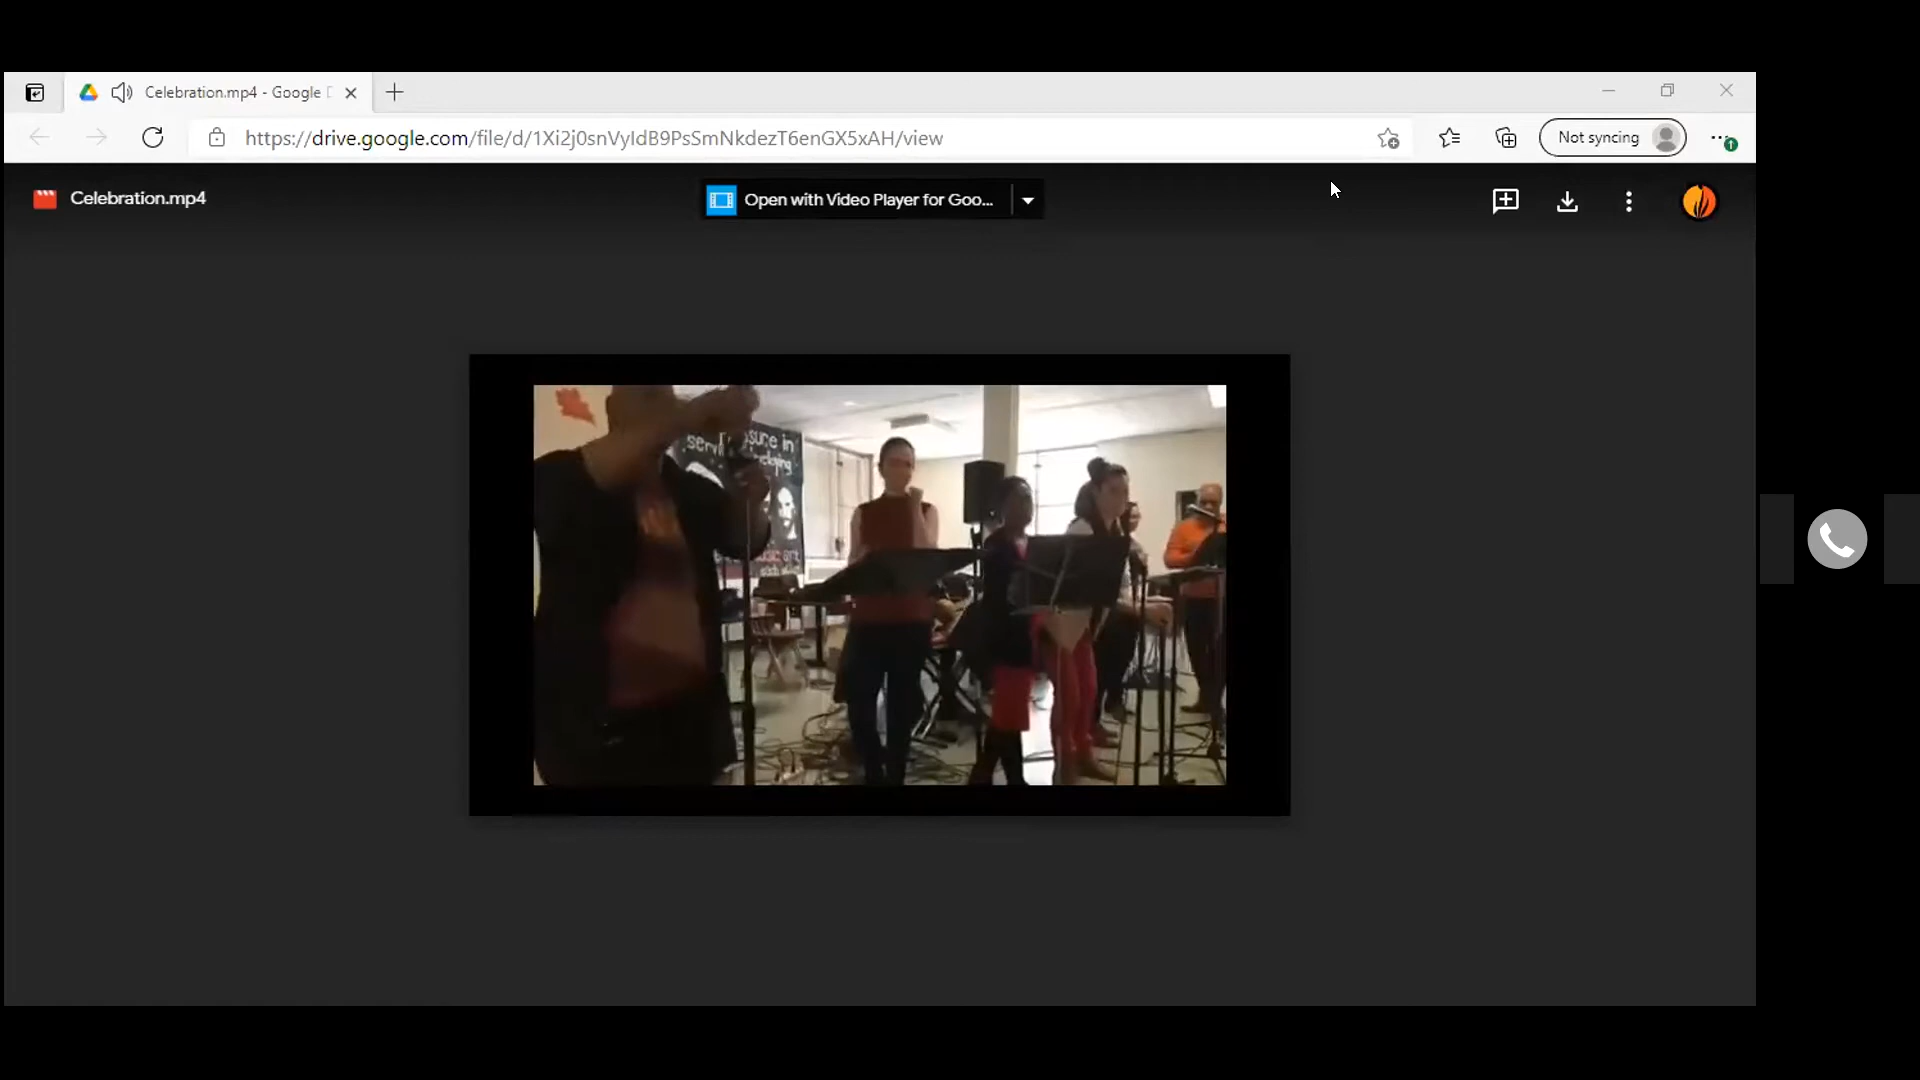 Celebration.mp4 - Google
https://drive.google.com/file/d/1Xi2j0snVyIdB9PsSmNkdezT6enGX5xAH/view
Not syncing
Celebration.mp4
Open with Video Player for Goo...
in